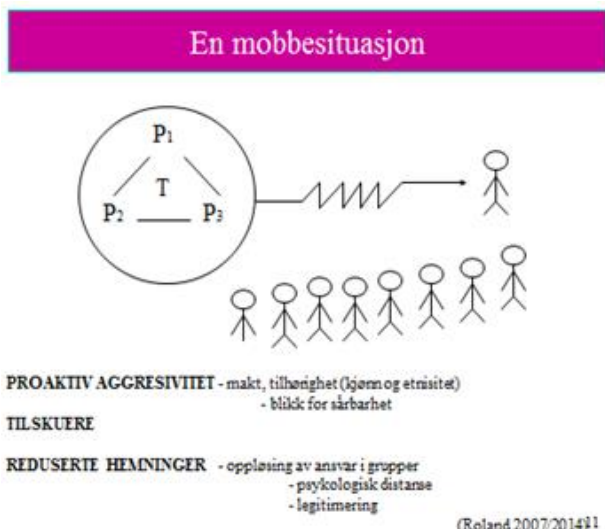 En mobbesituasjon
P1
T
P2 P3
PROAKTIV AGGRESIVITET - makt, tilhørighet (kjønn og etnisitet)
- blikk for sårbarhet
TILSKUERE
REDUSERTE HEMNINGER - oppløsing av ansvar i grupper
- psykologisk distanse
- legitimering
(Roland 2007/2014)